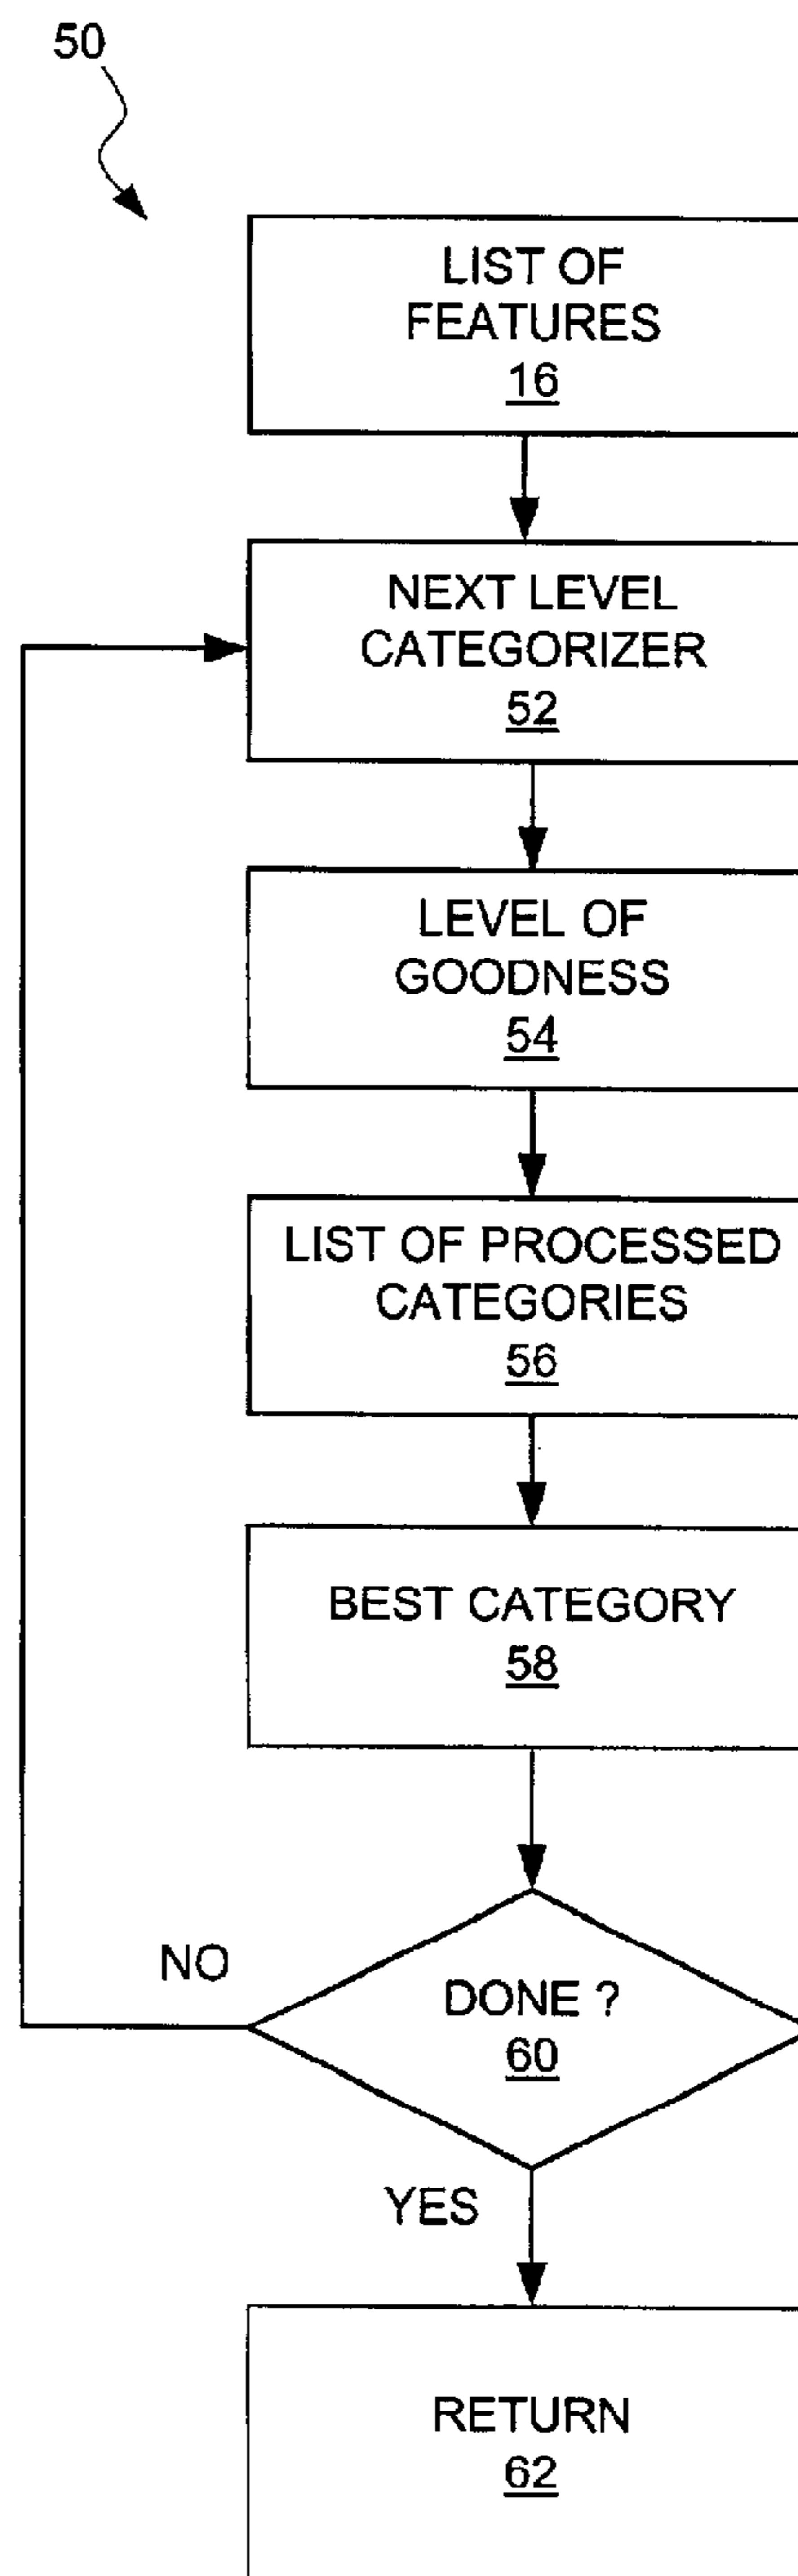 50
LIST OF
FEATURES
16
NEXT LEVEL
CATEGORIZER
52
LEVEL OF
GOODNESS
54
LIST OF PROCESSED
CATEGORIES
56
BEST CATEGORY
58
NO
DONE ?
60
YES
RETURN
62